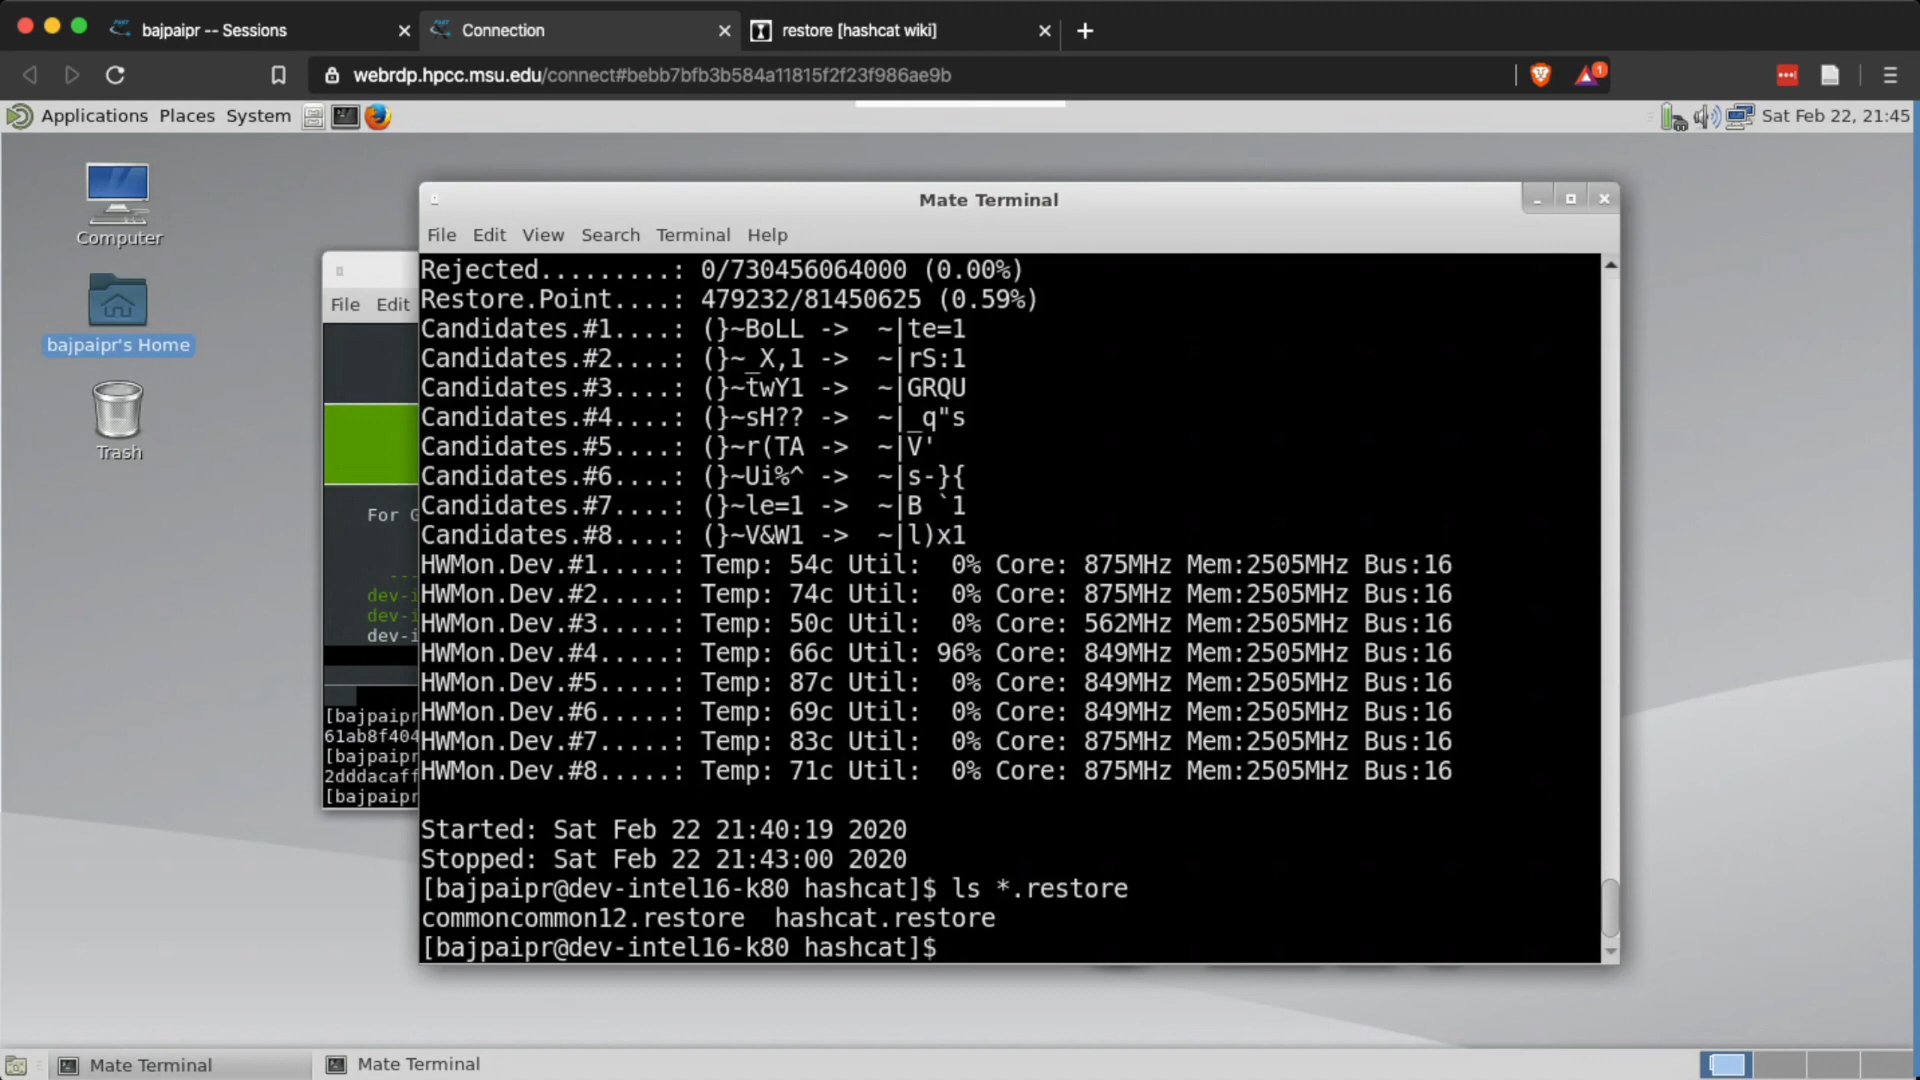 bajpaipr -- Sessions
Connection
restore [hashcat wiki]
webrdp.hpcc.msu.edu/connect#bebb7bfb3b584a11815f2f23f986ae9b
1
Applications Places System
Sat Feb 22, 21:45
Computer
bajpaipr's Home
Trash
File Edit
For G
dev-i
dev-i
dev-i
[bajpaipr
61ab8f404
[bajpaipr
2dddacaff
[bajpaipr
Mate Terminal
File Edit View Search Terminal Help
Rejected.........: 0/730456064000 (0.00%)
Restore.Point....: 479232/81450625 (0.59%)
Candidates.#1....: (}~BoLL -> ~|te=1
Candidates.#2....: (}~_X,1 -> ~|rS:1
Candidates.#3....: (}~twY1 -> ~|GRQU
Candidates.#4....: (}~sH?? -> ~|_q"s
Candidates.#5....: (}~r(TA -> ~|V'
Candidates.#6....: (}~Ui%^ -> ~|s-}{
Candidates.#7....: (}~le=1 -> ~|B `1
Candidates.#8....: (}~V&W1 -> ~|l)x1
HWMon.Dev.#1.....: Temp: 54c Util: 0% Core: 875MHz Mem:2505MHz Bus:16
HWMon.Dev.#2.....: Temp: 74c Util: 0% Core: 875MHz Mem:2505MHz Bus:16
HWMon.Dev.#3.....: Temp: 50c Util: 0% Core: 562MHz Mem:2505MHz Bus:16
HWMon.Dev.#4.....: Temp: 66c Util: 96% Core: 849MHz Mem:2505MHz Bus:16
HWMon.Dev.#5.....: Temp: 87c Util: 0% Core: 849MHz Mem:2505MHz Bus:16
HWMon.Dev.#6.....: Temp: 69c Util: 0% Core: 849MHz Mem:2505MHz Bus:16
HWMon.Dev.#7.....: Temp: 83c Util: 0% Core: 875MHz Mem:2505MHz Bus:16
HWMon.Dev.#8.....: Temp: 71c Util: 0% Core: 875MHz Mem:2505MHz Bus:16
Started: Sat Feb 22 21:40:19 2020
Stopped: Sat Feb 22 21:43:00 2020
[bajpaipr@dev-intel16-k80 hashcat]$ ls *.restore
commoncommon12.restore hashcat.restore
[bajpaipr@dev-intel16-k80 hashcat]$
Mate Terminal
Mate Terminal